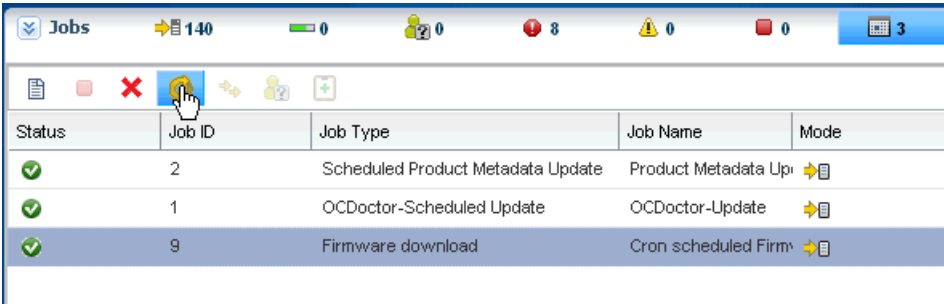 Jobs 140 0 0 8 0 0 3
Status Job ID Job Type Job Name Mode
2 Scheduled Product Metadata Update Product Metadata Up
1 OCDoctor-Scheduled Update OCDoctor-Update
9 Firmware download Cron scheduled Firm